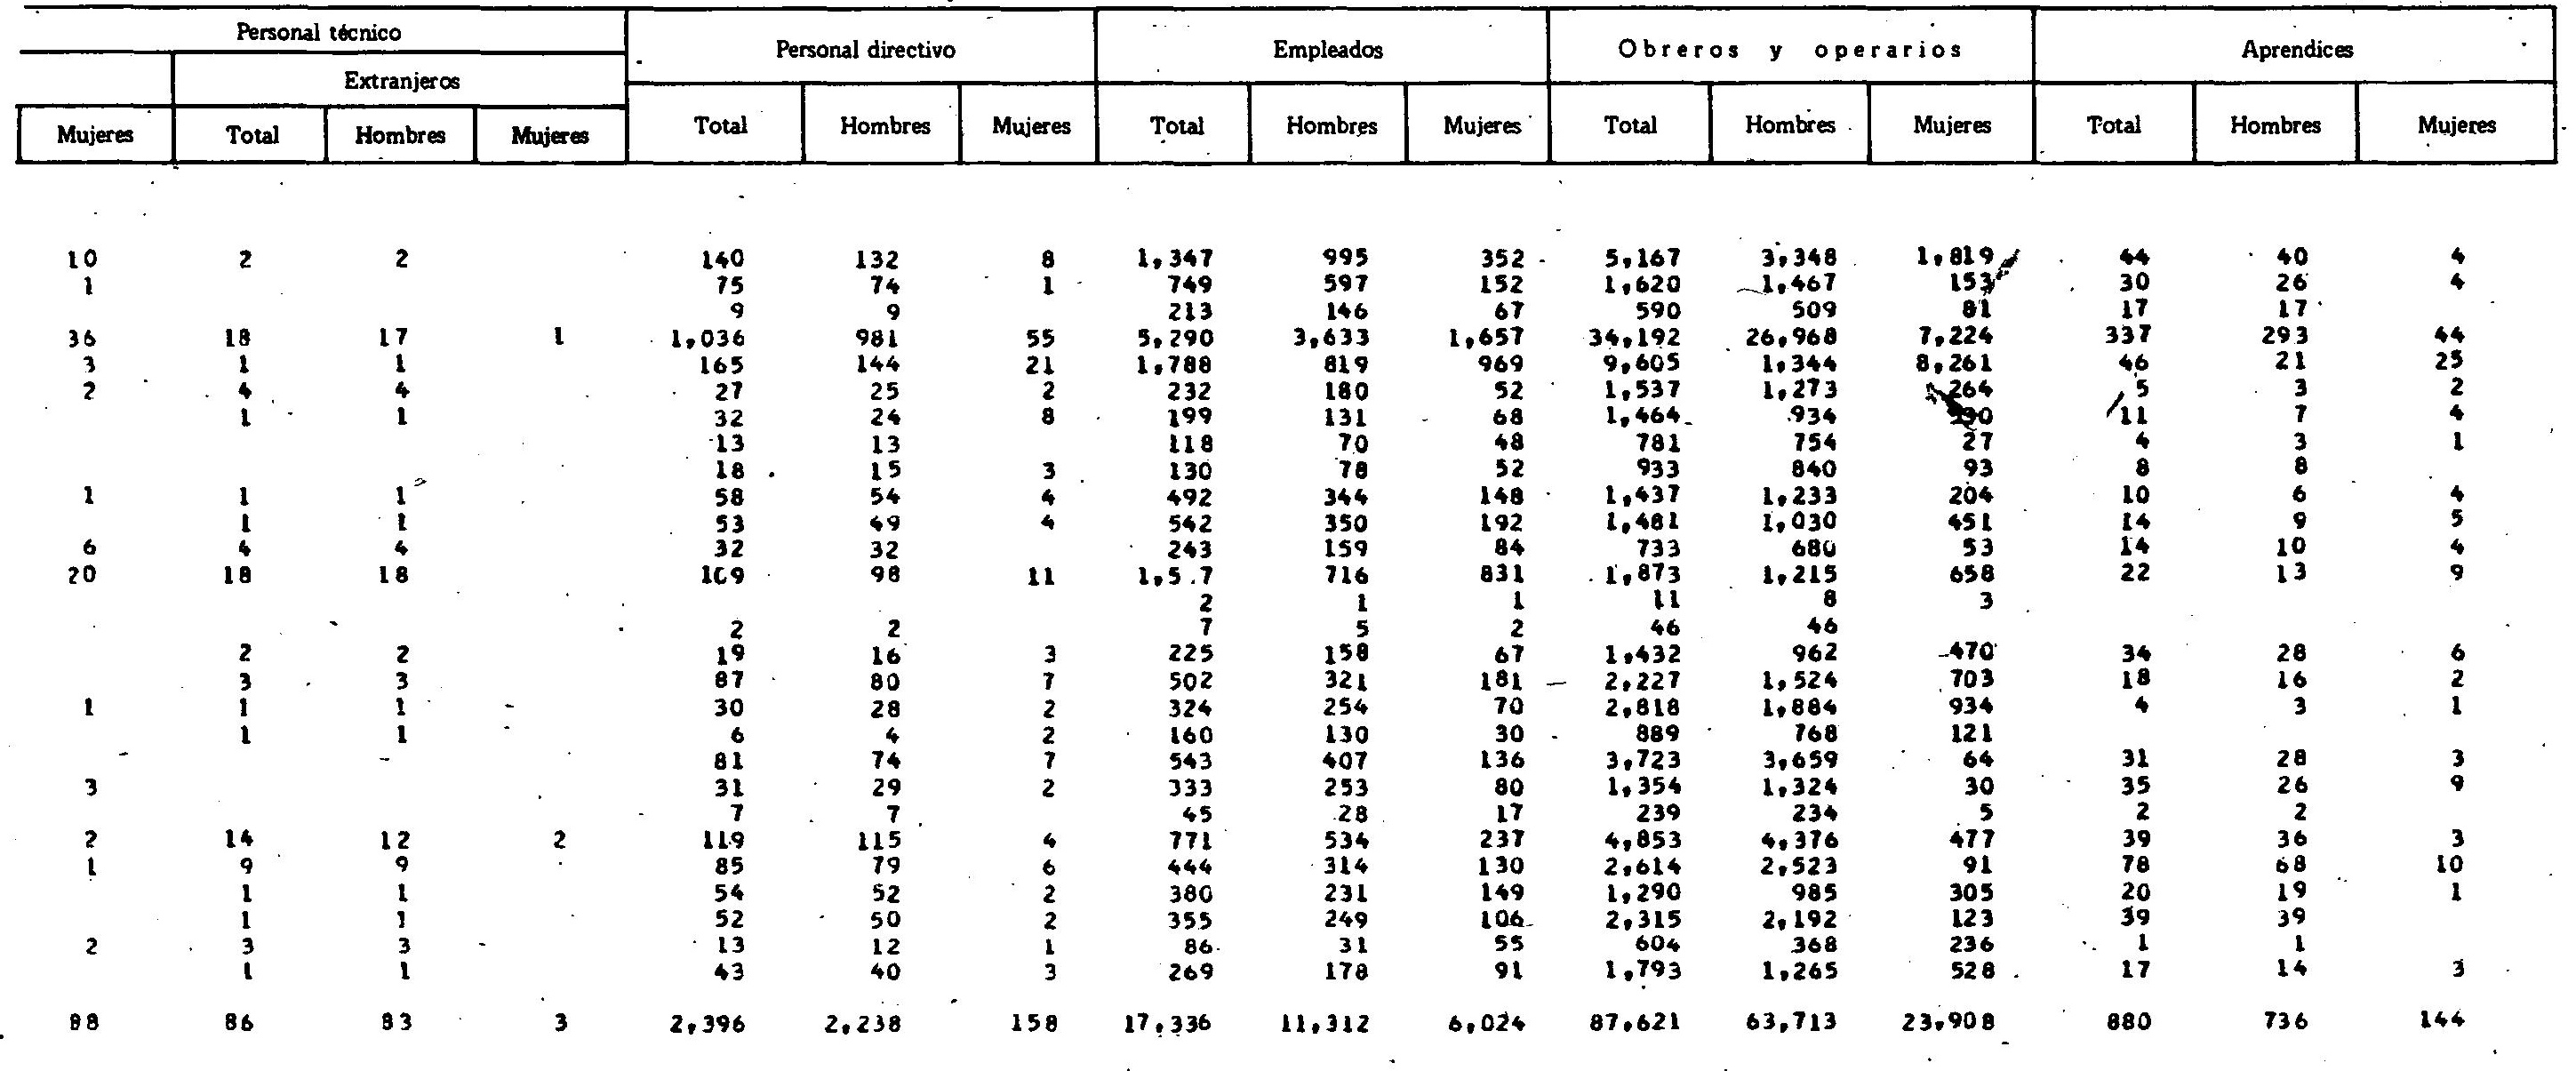 Personal técnico
Personal directivo Empleados Obreros y operarios Aprendices
Extranjeros
Mujeres Total Hombres Mujeres Total Hombres Mujeres Total Hombres Mujeres Total Hombres Mujeres Total Hombres Mujeres
10 2 2 140 132 8 1,347 995 352 5,167 3,348 1,819 44 40 4
1 75 74 1 749 597 152 1,620 1,467 153 30 26 4
9 9 213 146 67 590 509 81 17 17
36 18 17 1 1,036 981 55 5,290 3,633 1,657 34,192 26,968 7,224 337 293 44
3 1 1 165 144 21 1,788 819 969 9,605 1,344 8,261 46 21 25
2 4 4 27 25 2 232 180 52 1,537 1,273 264 5 3 2
1 1 32 24 8 199 131 68 1,464 934 11 7 4
13 13 118 70 48 781 754 27 4 3 1
18 15 3 130 78 52 933 840 93 8 8
1 1 1 58 54 4 492 344 148 1,437 1,233 204 10 6 4
1 1 53 49 4 542 350 192 1,481 1,030 451 14 9 5
6 4 4 32 32 243 159 84 733 680 53 14 10 4
20 18 18 109 98 11 716 831 1,873 1,215 658 22 13 9
2 1 1 11 8 3
2 2 7 5 2 46 46
2 2 19 16 3 225 158 67 1,432 962 470 34 28 6
3 3 87 80 7 502 321 181 2,227 1,524 703 18 16 2
1 1 1 30 28 2 324 254 70 2,818 1,884 934 4 3 1
1 1 6 4 2 160 130 30 889 768 121
81 74 7 543 407 136 3,723 3,659 64 31 28 3
3 31 29 2 333 253 80 1,354 1,324 30 35 26 9
7 7 45 28 17 239 234 5 2 2
2 14 12 2 119 115 4 771 534 237 4,853 4,376 477 39 36 3
1 9 9 85 79 6 444 314 130 2,614 2,523 91 78 68 10
1 1 54 52 2 380 231 149 1,290 985 305 20 19 1
1 1 52 50 2 355 249 106 2,315 2,192 123 39 39
2 3 3 13 12 1 86 31 55 604 368 236 1 1
1 1 43 40 3 269 178 91 1,793 1,265 528 17 14 3
88 86 83 3 2,396 2,238 158 17,336 11,312 6,024 87,621 63,713 23,908 880 736 144